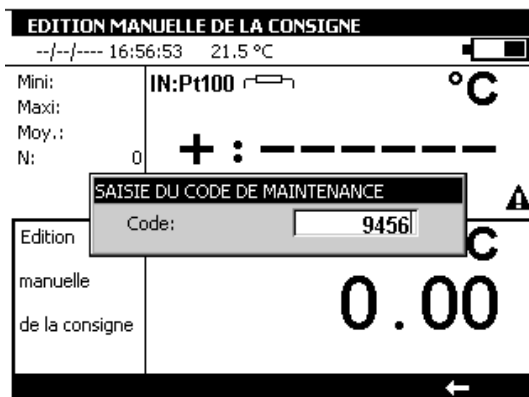 EDITION MANUELLE DE LA CONSIGNE
--/--/---- 16:56:53 21.5 °C
Mini:
IN:Pt100
°C
Maxi:
Moy.:
N: 0
+:------
SAISIE DU CODE DE MAINTENANCE
Code: 9456
Edition
C
manuelle
0.00
de la consigne